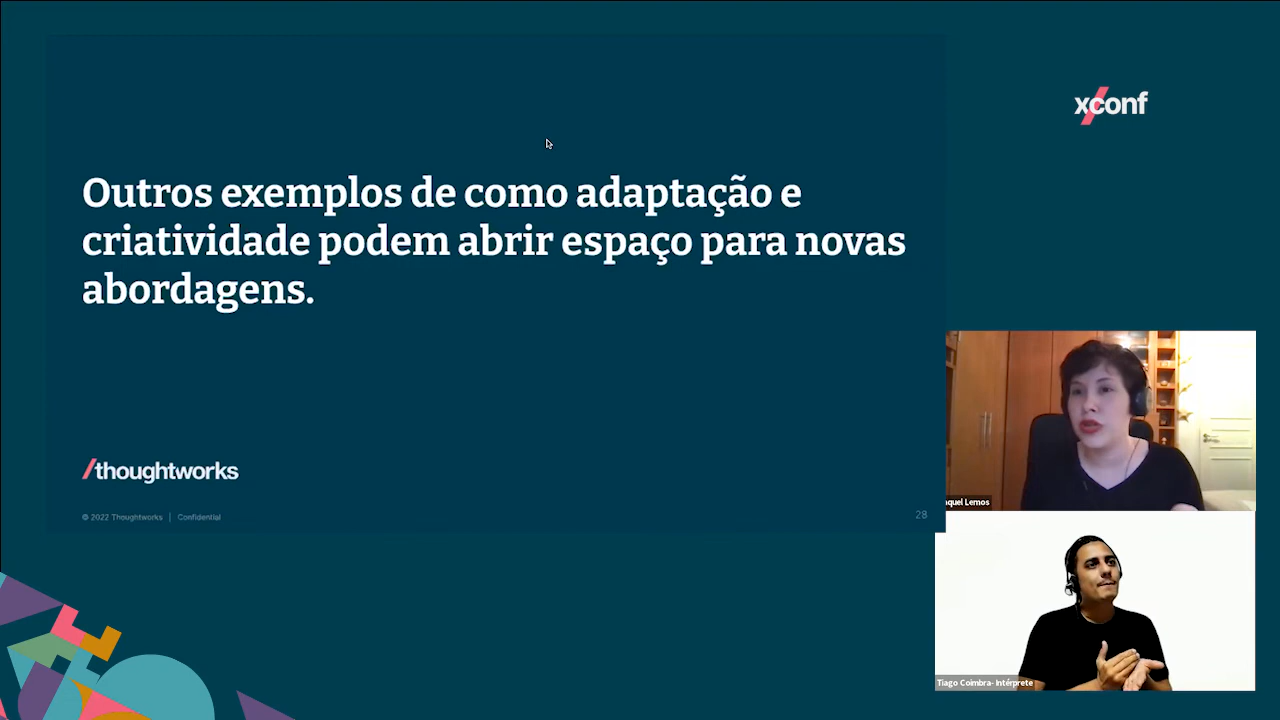 xconf
Outros exemplos de como adaptação e
criatividade podem abrir espaço para novas
abordagens.
/thoughtworks
© 2022 Thoughtworks | Confidential
28
aquel Lemos
Tiago Coimbra- Intérprete